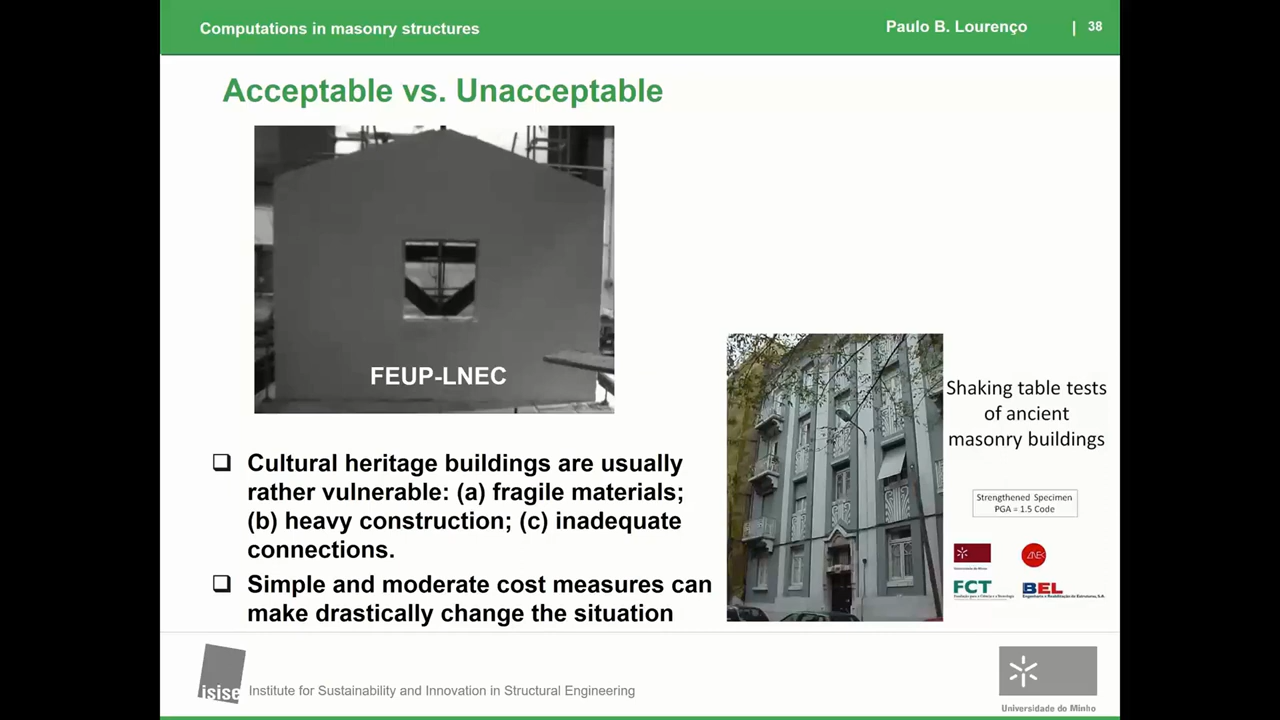 Computations in masonry structures
Paulo B. Lourenço
| 38
Acceptable vs. Unacceptable
FEUP-LNEC
❑ Cultural heritage buildings are usually
rather vulnerable: (a) fragile materials;
(b) heavy construction; (c) inadequate
connections.
❑ Simple and moderate cost measures can
make drastically change the situation
Shaking table tests
of ancient
masonry buildings
Strengthened Specimen
PGA = 1.5 Code
FCT
BEL
isise
Institute for Sustainability and Innovation in Structural Engineering
Universidade do Minho